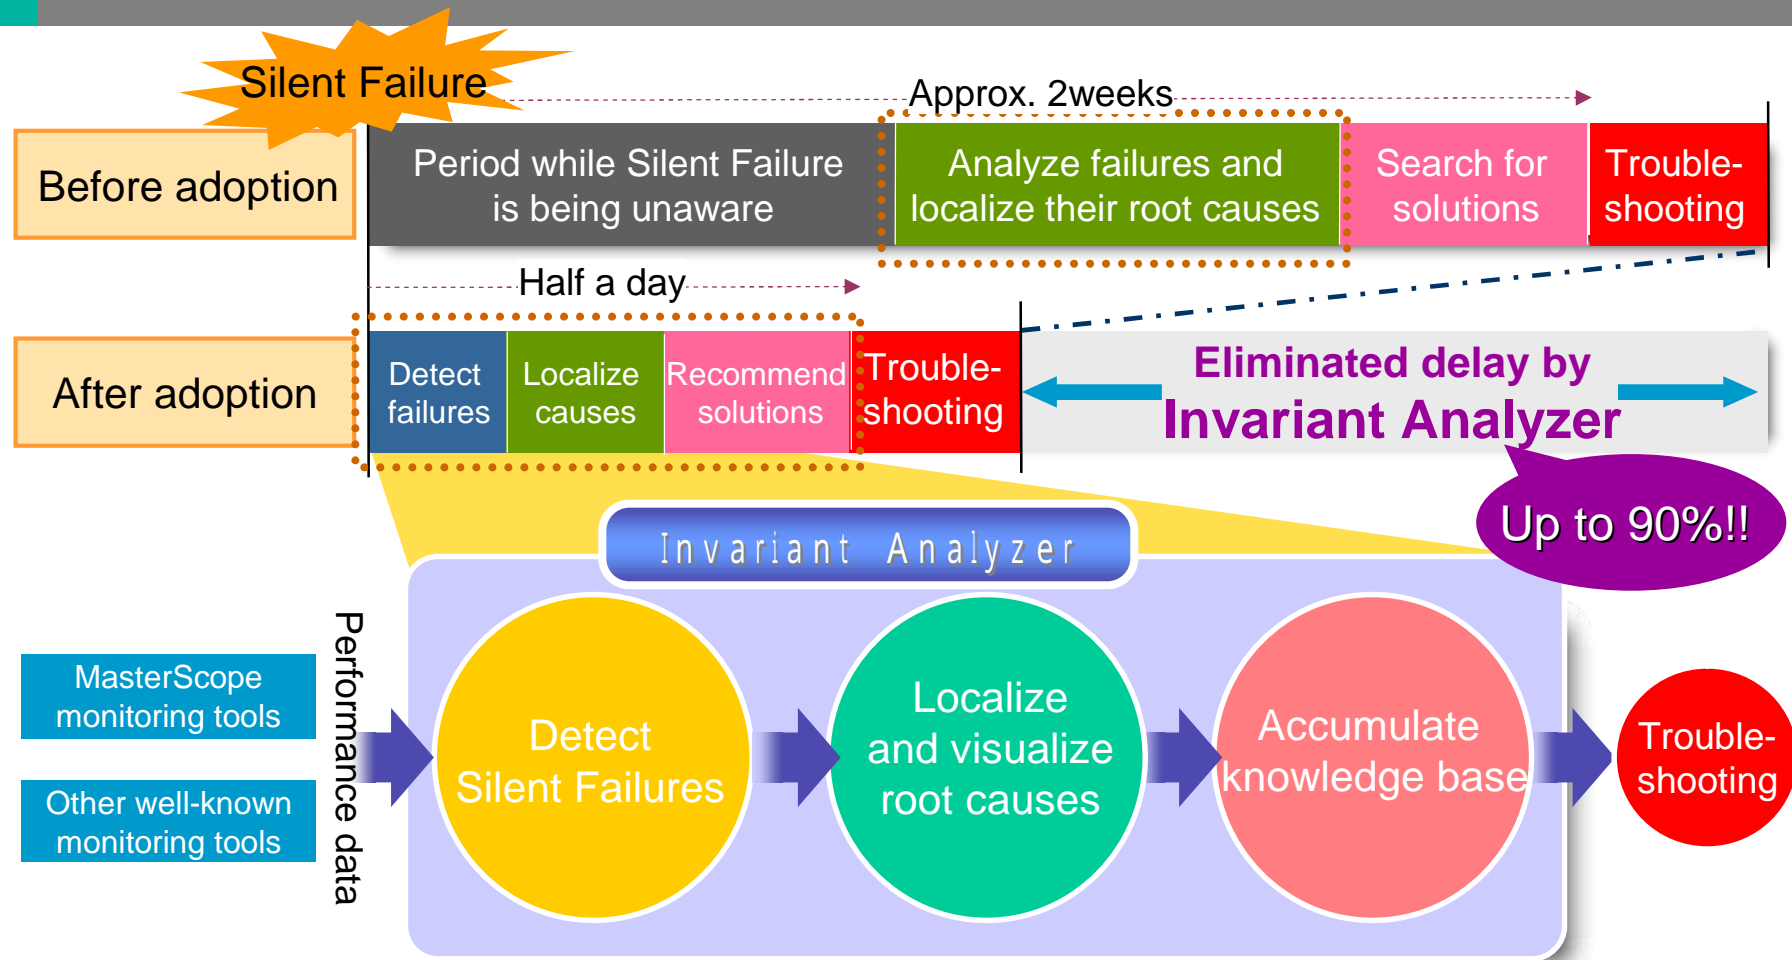 Silent Failure
Approx. 2weeks
Before adoption
Period while Silent Failure
is being unaware
Analyze failures and
localize their root causes
Search for
solutions
Trouble-
shooting
Half a day
After adoption
Detect
failures
Localize
causes
Recommend
solutions
Trouble-
shooting
Eliminated delay by
Invariant Analyzer
Up to 90%!!
Invariant Analyzer
MasterScope
monitoring tools
Other well-known
monitoring tools
Performance data
Detect
Silent Failures
Localize
and visualize
root causes
Accumulate
knowledge base
Trouble-
shooting